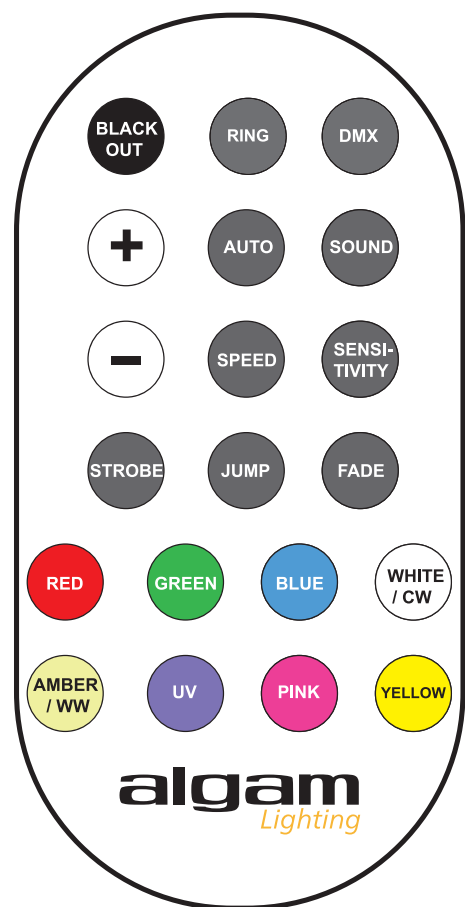 BLACK
OUT
RING
DMX
+
AUTO
SOUND
-
SPEED
SENSI-
TIVITY
STROBE
JUMP
FADE
RED
GREEN
BLUE
WHITE
/ CW
AMBER
/ WW
UV
PINK
YELLOW
algam
Lighting